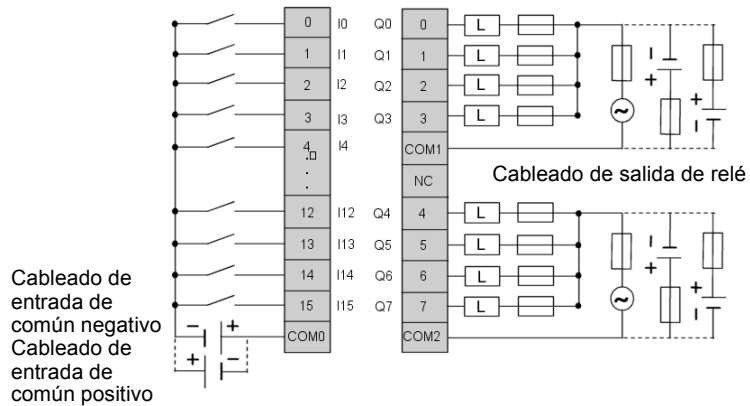 0 I0 Q0 0 L
1 I1 Q1 1 L
2 I2 Q2 2 L
3 I3 Q3 3 L
4 I4 COM1
Cableado de salida de relé
NC
12 I12 Q4 4 L
13 I13 Q5 5 L
14 I14 Q6 6 L
15 I15 Q7 7 L
COM0 COM2
Cableado de
entrada de
común negativo
Cableado de
entrada de
común positivo